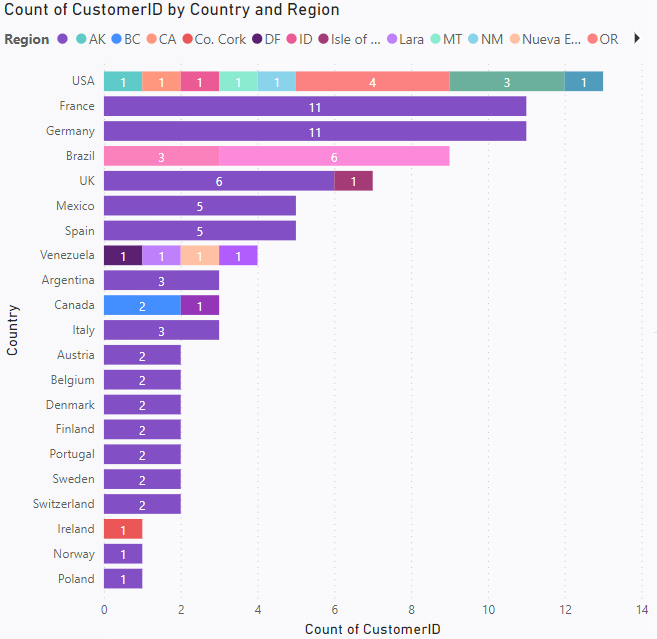 Count of CustomerID by Country and Region
Region AK BC CA Co. Cork DF ID Isle of ... Lara MT NM Nueva E... OR
USA 1 1 1 1 1 4 3 1
France 11
Germany 11
Brazil 3 6
UK 6 1
Mexico 5
Spain 5
Venezuela 1 1 1 1
Argentina 3
Canada 2 1
Italy 3
Austria 2
Belgium 2
Denmark 2
Finland 2
Portugal 2
Sweden 2
Switzerland 2
Ireland 1
Norway 1
Poland 1
Country
0 2 4 6 8 10 12 14
Count of CustomerID